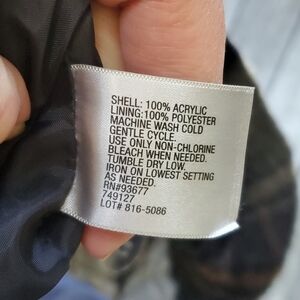 SHELL: 100% ACRYLIC
LINING:100% POLYESTER
MACHINE WASH COLD
GENTLE CYCLE.
USE ONLY NON-CHLORINE
BLEACH WHEN NEEDED.
TUMBLE DRY LOW.
IRON ON LOWEST SETTING
AS NEEDED.
RN#93677
749127
LOT# 816-5086